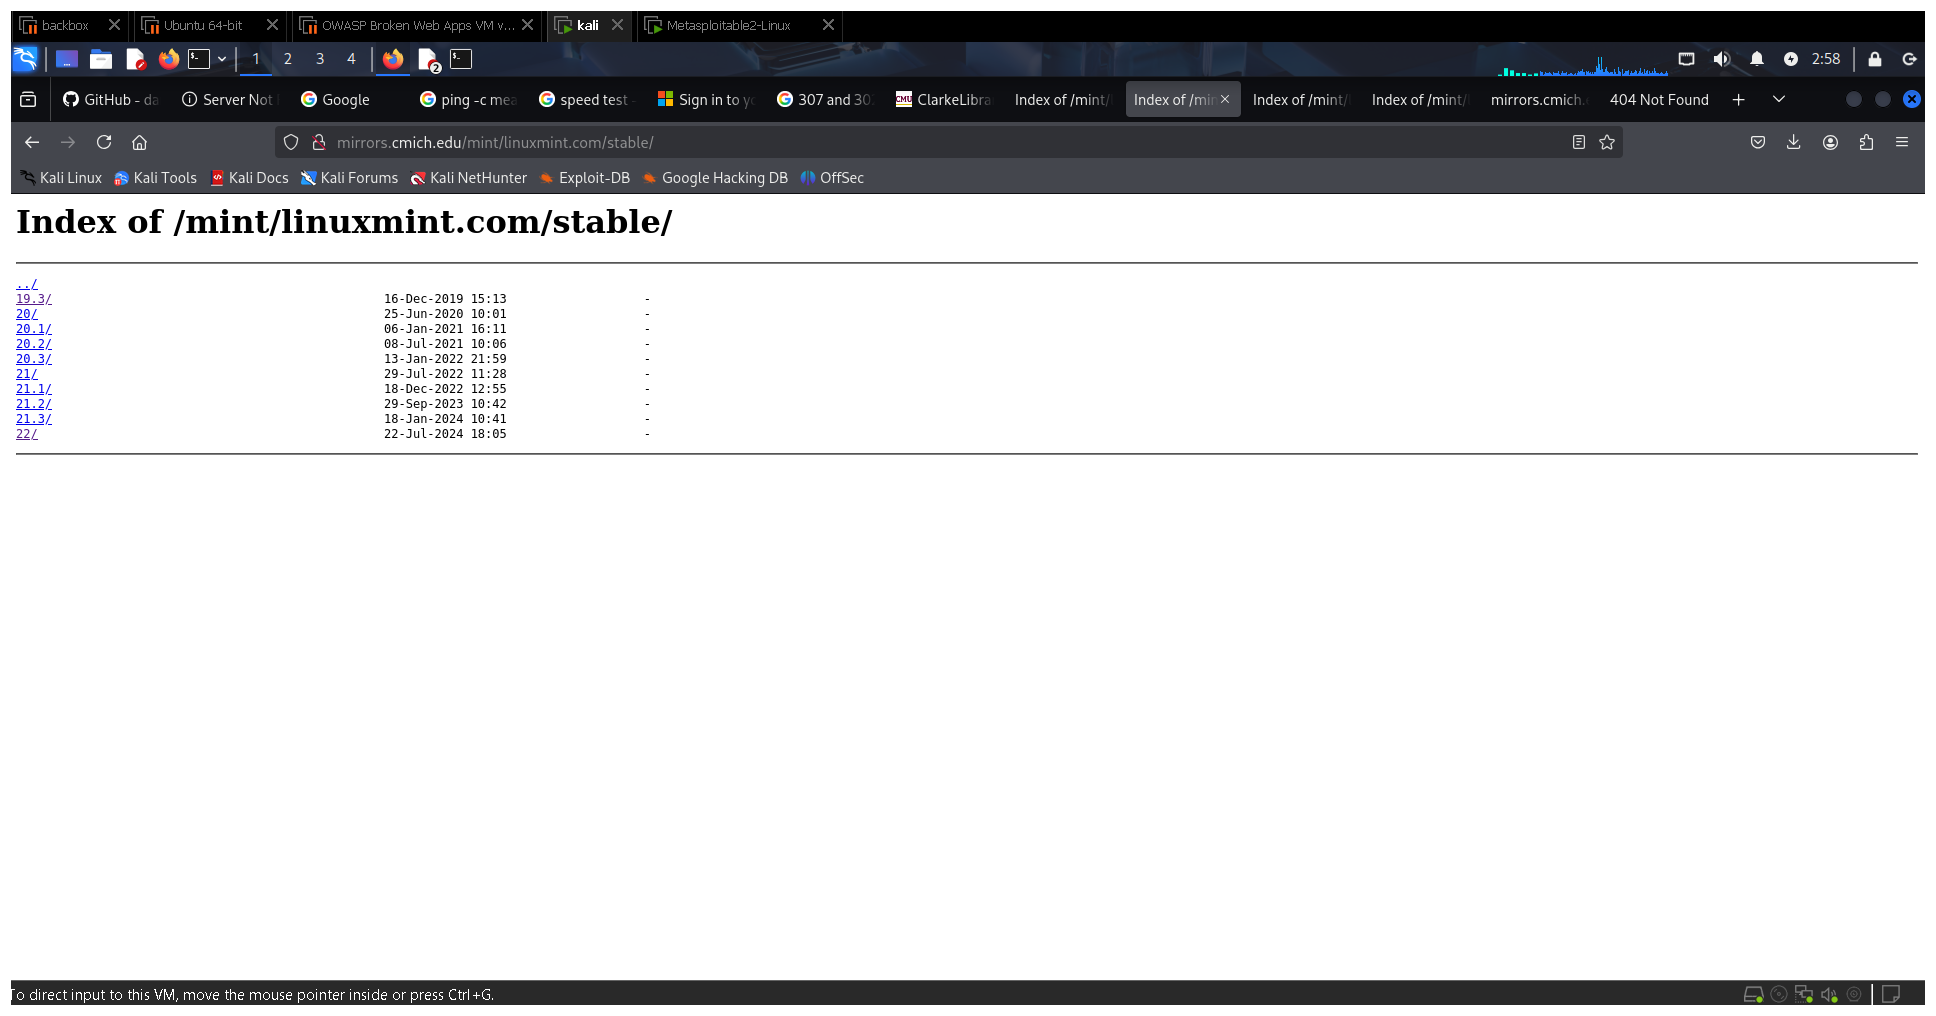 backbox Ubuntu 64-bit OWASP Broken Web Apps VM v... kali Metasploitable2-Linux
1 2 3 4 2 2:58
GitHub - da Server Not Google ping -c mea speed test - Sign in to yo 307 and 30 ClarkeLibra Index of /mint/ Index of /min Index of /mint/ Index of /mint/ mirrors.cmich. 404 Not Found
mirrors.cmich.edu/mint/linuxmint.com/stable/
Kali Linux Kali Tools Kali Docs Kali Forums Kali NetHunter Exploit-DB Google Hacking DB OffSec
Index of /mint/linuxmint.com/stable/
../
19.3/ 16-Dec-2019 15:13 -
20/ 25-Jun-2020 10:01 -
20.1/ 06-Jan-2021 16:11 -
20.2/ 08-Jul-2021 10:06 -
20.3/ 13-Jan-2022 21:59 -
21/ 29-Jul-2022 11:28 -
21.1/ 18-Dec-2022 12:55 -
21.2/ 29-Sep-2023 10:42 -
21.3/ 18-Jan-2024 10:41 -
22/ 22-Jul-2024 18:05 -
To direct input to this VM, move the mouse pointer inside or press Ctrl+G.